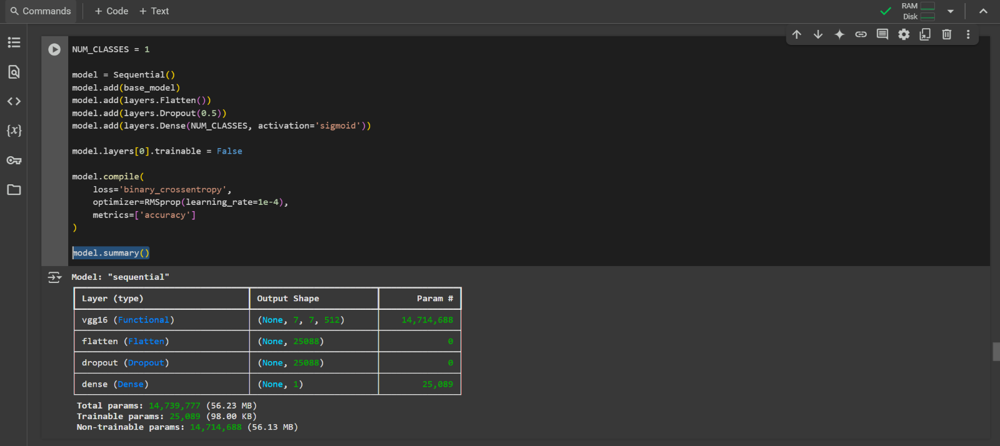 Commands + Code + Text
RAM
Disk
NUM_CLASSES = 1
model = Sequential()
model.add(base_model)
model.add(layers.Flatten())
model.add(layers.Dropout(0.5))
model.add(layers.Dense(NUM_CLASSES, activation='sigmoid'))
model.layers[0].trainable = False
model.compile(
loss='binary_crossentropy',
optimizer=RMSprop(learning_rate=1e-4),
metrics=['accuracy']
)
model.summary()
{x}
Model: "sequential"
Layer (type) Output Shape Param #
vgg16 (Functional) (None, 7, 7, 512) 14,714,688
flatten (Flatten) (None, 25088) 0
dropout (Dropout) (None, 25088) 0
dense (Dense) (None, 1) 25,089
Total params: 14,739,777 (56.23 MB)
Trainable params: 25,089 (98.00 KB)
Non-trainable params: 14,714,688 (56.13 MB)